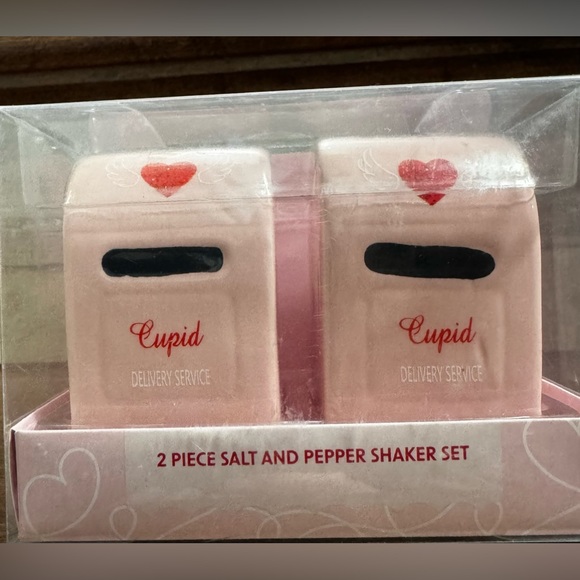 Cupid
DELIVERY SERVICE
Cupid
DELIVERY SERVICE
2 PIECE SALT AND PEPPER SHAKER SET